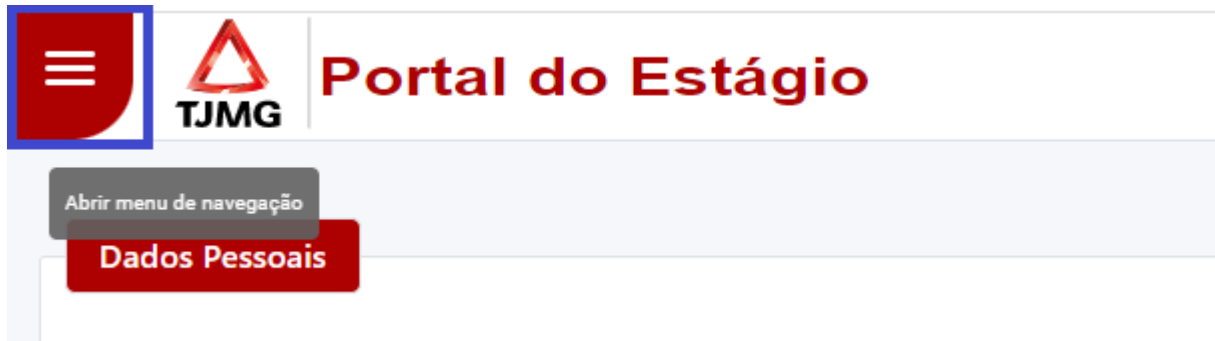 TJMG
Portal do Estágio
Abrir menu de navegação
Dados Pessoais